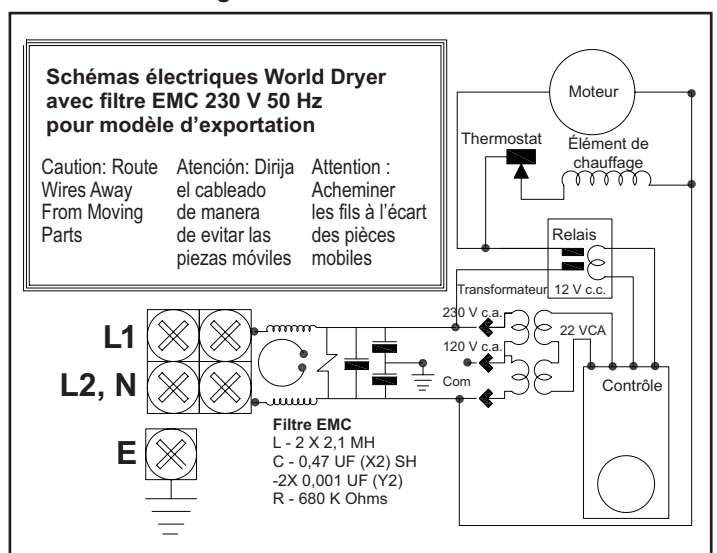 Schémas électriques World Dryer
avec filtre EMC 230 V 50 Hz
pour modèle d'exportation
Caution: Route
Wires Away
From Moving
Parts
Atención: Dirija
el cableado
de manera
de evitar las
piezas móviles
Attention :
Acheminer
les fils à l'écart
des pièces
mobiles
Moteur
Thermostat
Élément de
chauffage
Relais
12 V c.c.
Transformateur
230 V c.a.
120 V c.a.
Com
22 VCA
Contrôle
L1
L2, N
E
Filtre EMC
L - 2 X 2,1 MH
C - 0,47 UF (X2) SH
-2X 0,001 UF (Y2)
R - 680 K Ohms